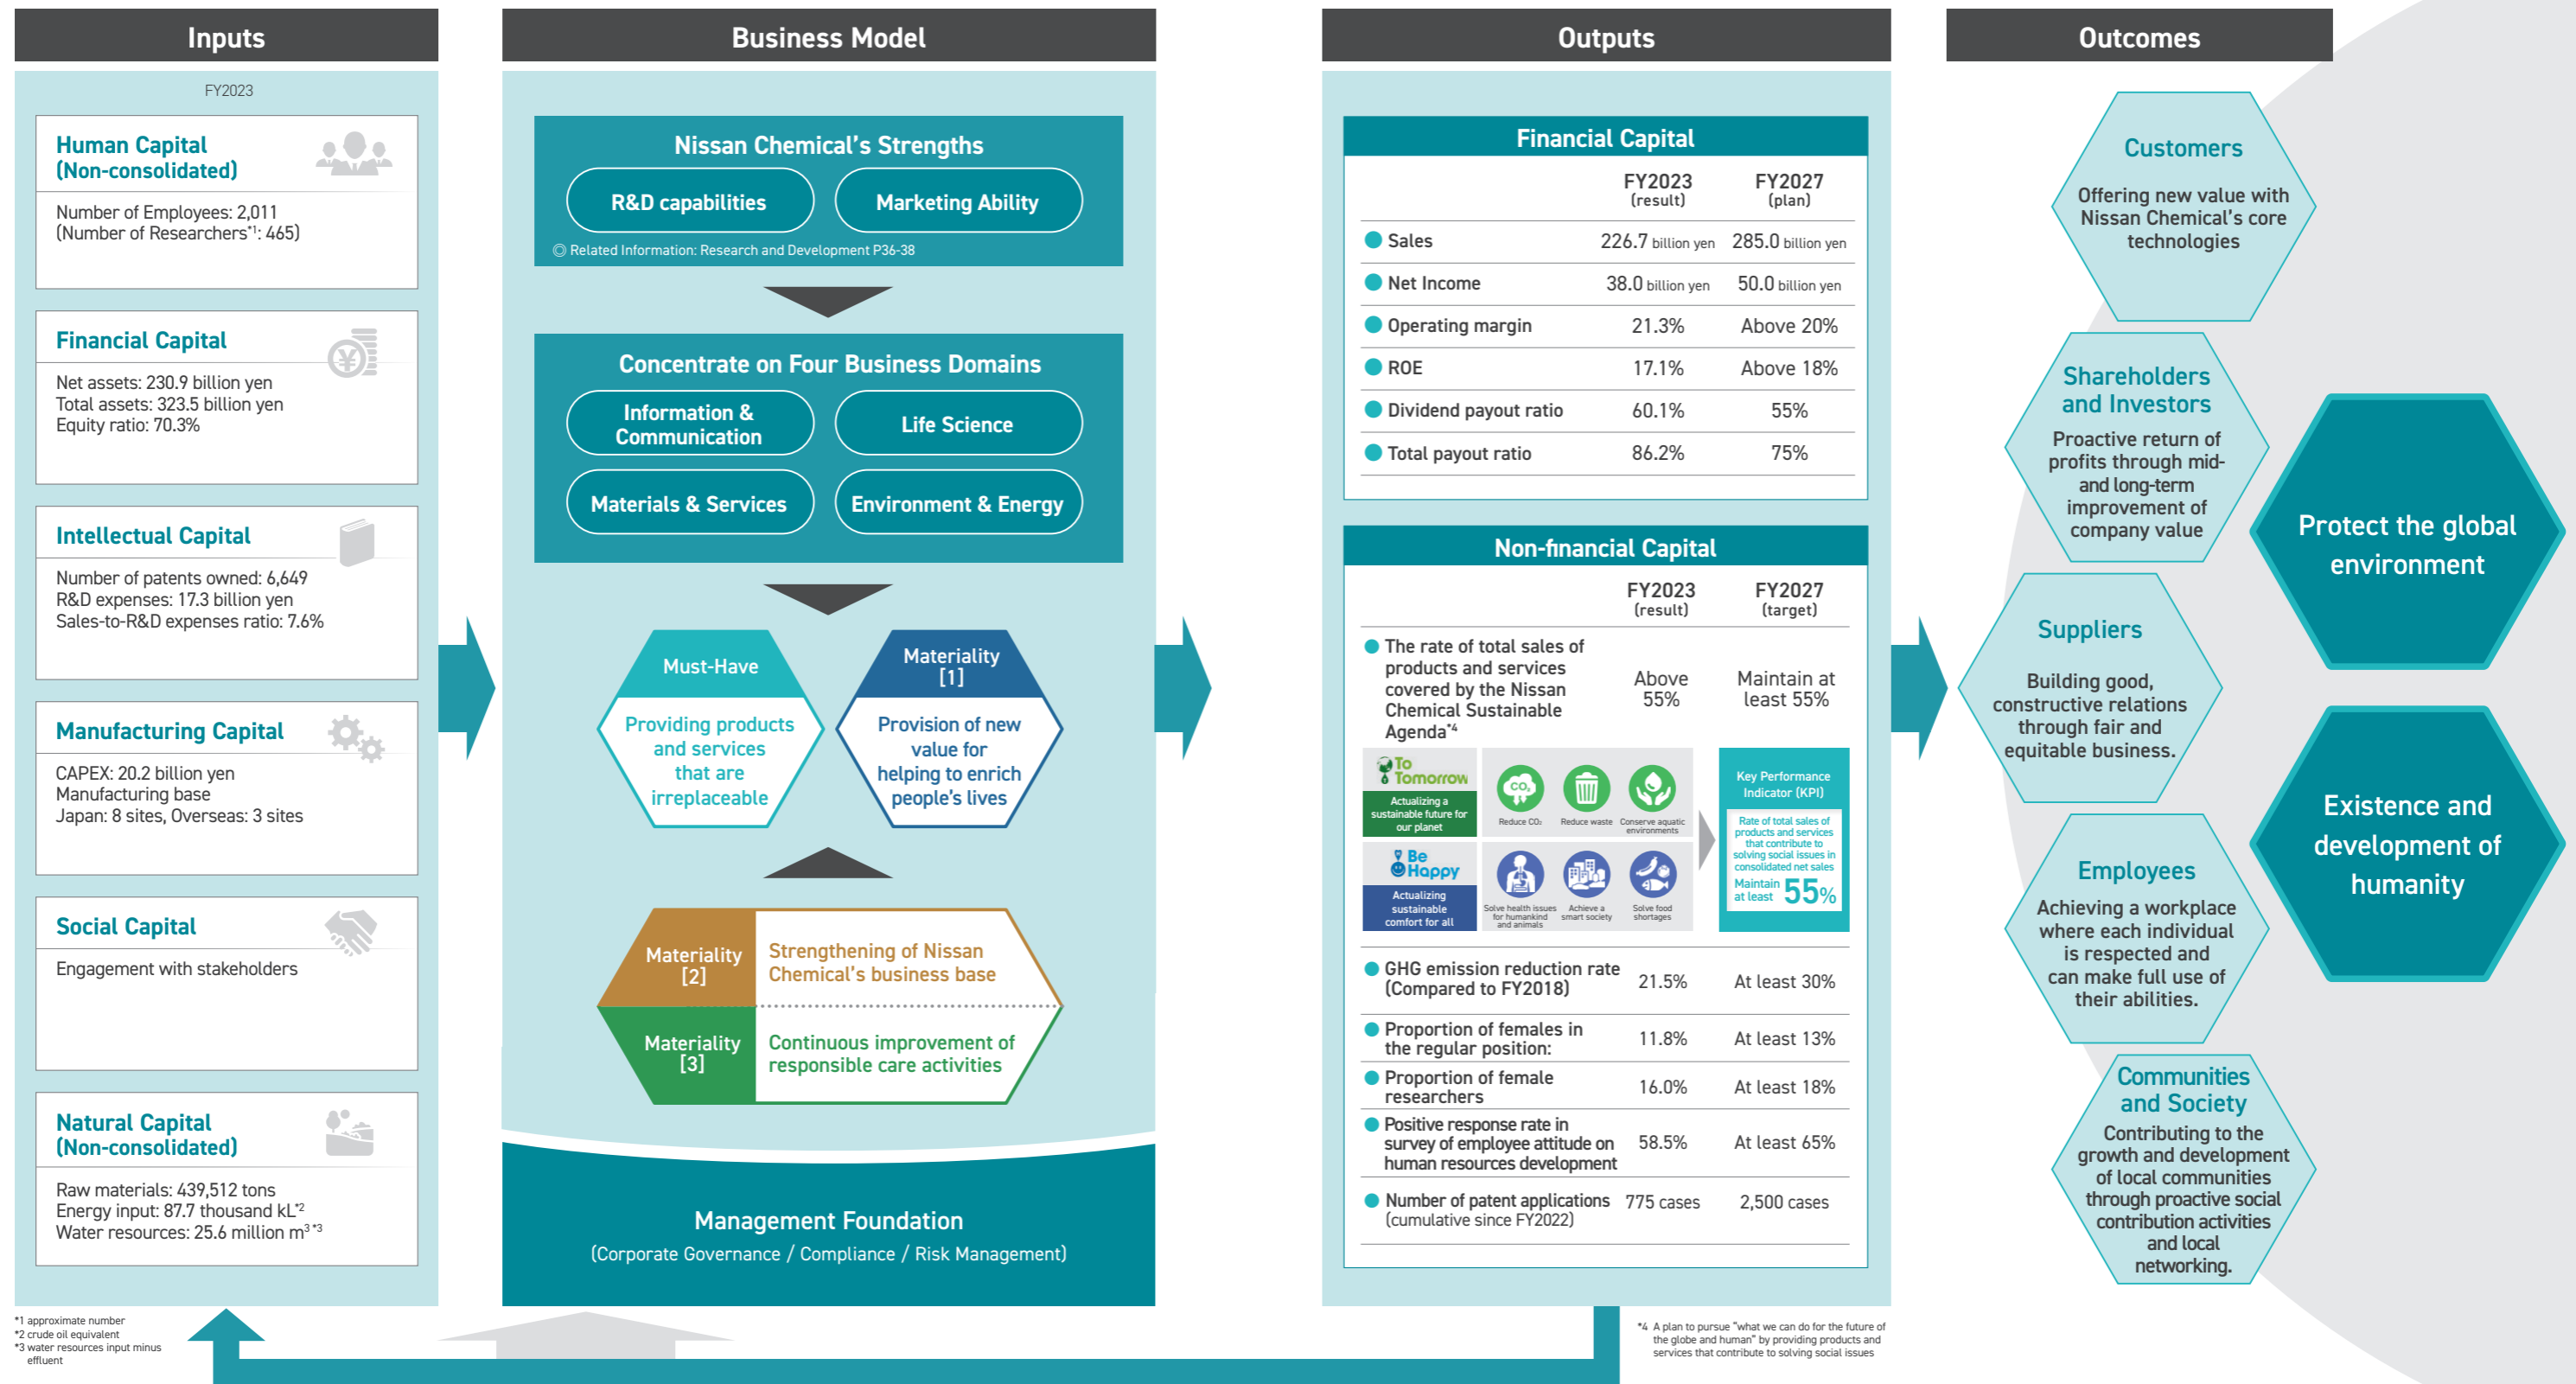 Inputs
FY2023
Human Capital
(Non-consolidated)
Number of Employees: 2,011
(Number of Researchers*1: 465)
Financial Capital
¥
Net assets: 230.9 billion yen
Total assets: 323.5 billion yen
Equity ratio: 70.3%
Intellectual Capital
Number of patents owned: 6,649
R&D expenses: 17.3 billion yen
Sales-to-R&D expenses ratio: 7.6%
Manufacturing Capital
CAPEX: 20.2 billion yen
Manufacturing base
Japan: 8 sites, Overseas: 3 sites
Social Capital
Engagement with stakeholders
Natural Capital
(Non-consolidated)
Raw materials: 439,512 tons
Energy input: 87.7 thousand kL*2
Water resources: 25.6 million m3 *3
*1 approximate number
*2 crude oil equivalent
*3 water resources input minus
effluent
Business Model
Nissan Chemical's Strengths
R&D capabilities
Marketing Ability
◎ Related Information: Research and Development P36-38
Concentrate on Four Business Domains
Information &
Communication
Life Science
Materials & Services
Environment & Energy
Must-Have
Providing products
and services
that are
irreplaceable
Materiality
[1]
Provision of new
value for
helping to enrich
people's lives
Materiality
[2]
Strengthening of Nissan
Chemical's business base
Materiality
[3]
Continuous improvement of
responsible care activities
Management Foundation
(Corporate Governance / Compliance / Risk Management)
Outputs
Financial Capital
FY2023 FY2027
(result) (plan)
Sales 226.7 billion yen 285.0 billion yen
Net Income 38.0 billion yen 50.0 billion yen
Operating margin 21.3% Above 20%
ROE 17.1% Above 18%
Dividend payout ratio 60.1% 55%
Total payout ratio 86.2% 75%
Non-financial Capital
FY2023 FY2027
(result) (target)
The rate of total sales of
products and services
covered by the Nissan
Chemical Sustainable
Agenda*4
Above
55%
Maintain at
least 55%
To
Tomorrow
Actualizing a
sustainable future for
our planet
CO2
Reduce CO2
Reduce waste
Conserve aquatic
environments
Be
Happy
Actualizing
sustainable
comfort for all
Solve health issues
for humankind
and animals
Achieve a
smart society
Solve food
shortages
Key Performance
Indicator (KPI)
Rate of total sales of
products and services
that contribute to
solving social issues in
consolidated net sales
Maintain
at least 55%
GHG emission reduction rate
(Compared to FY2018)
21.5% At least 30%
Proportion of females in
the regular position:
11.8% At least 13%
Proportion of female
researchers
16.0% At least 18%
Positive response rate in
survey of employee attitude on
human resources development
58.5% At least 65%
Number of patent applications
(cumulative since FY2022)
775 cases 2,500 cases
*4 A plan to pursue "what we can do for the future of
the globe and human" by providing products and
services that contribute to solving social issues
Outcomes
Customers
Offering new value with
Nissan Chemical's core
technologies
Shareholders
and Investors
Proactive return of
profits through mid-
and long-term
improvement of
company value
Suppliers
Building good,
constructive relations
through fair and
equitable business.
Employees
Achieving a workplace
where each individual
is respected and
can make full use of
their abilities.
Communities
and Society
Contributing to the
growth and development
of local communities
through proactive social
contribution activities
and local
networking.
Protect the global
environment
Existence and
development of
humanity